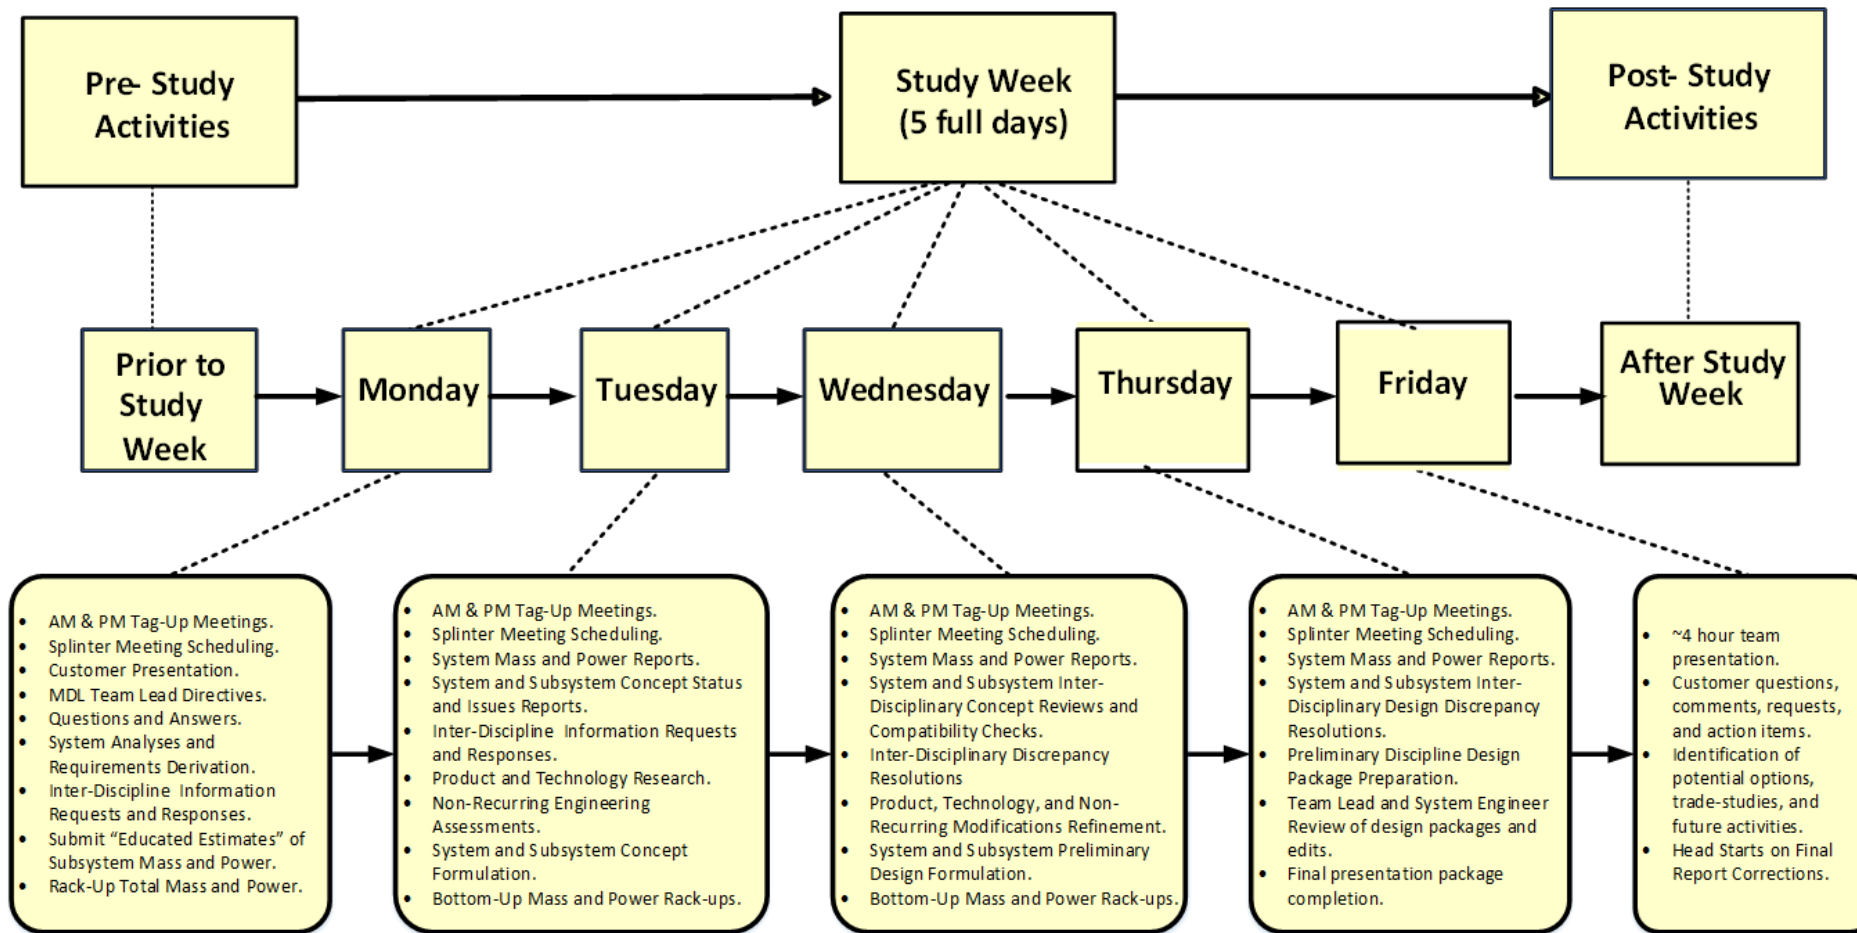 Pre- Study
Activities
Study Week
(5 full days)
Post- Study
Activities
Prior to
Study
Week
Monday
Tuesday
Wednesday
Thursday
Friday
After Study
Week
• AM & PM Tag-Up Meetings.
• Splinter Meeting Scheduling.
• Customer Presentation.
• MDL Team Lead Directives.
• Questions and Answers.
• System Analyses and
Requirements Derivation.
• Inter-Discipline Information
Requests and Responses.
• Submit “Educated Estimates” of
Subsystem Mass and Power.
• Rack-Up Total Mass and Power.
• AM & PM Tag-Up Meetings.
• Splinter Meeting Scheduling.
• System Mass and Power Reports.
• System and Subsystem Concept Status
and Issues Reports.
• Inter-Discipline Information Requests
and Responses.
• Product and Technology Research.
• Non-Recurring Engineering
Assessments.
• System and Subsystem Concept
Formulation.
• Bottom-Up Mass and Power Rack-ups.
• AM & PM Tag-Up Meetings.
• Splinter Meeting Scheduling.
• System Mass and Power Reports.
• System and Subsystem Inter-
Disciplinary Concept Reviews and
Compatibility Checks.
• Inter-Disciplinary Discrepancy
Resolutions
• Product, Technology, and Non-
Recurring Modifications Refinement.
• System and Subsystem Preliminary
Design Formulation.
• Bottom-Up Mass and Power Rack-ups.
• AM & PM Tag-Up Meetings.
• Splinter Meeting Scheduling.
• System Mass and Power Reports.
• System and Subsystem Inter-
Disciplinary Design Discrepancy
Resolutions.
• Preliminary Discipline Design
Package Preparation.
• Team Lead and System Engineer
Review of design packages and
edits.
• Final presentation package
completion.
• ~4 hour team
presentation.
• Customer questions,
comments, requests,
and action items.
• Identification of
potential options,
trade-studies, and
future activities.
• Head Starts on Final
Report Corrections.